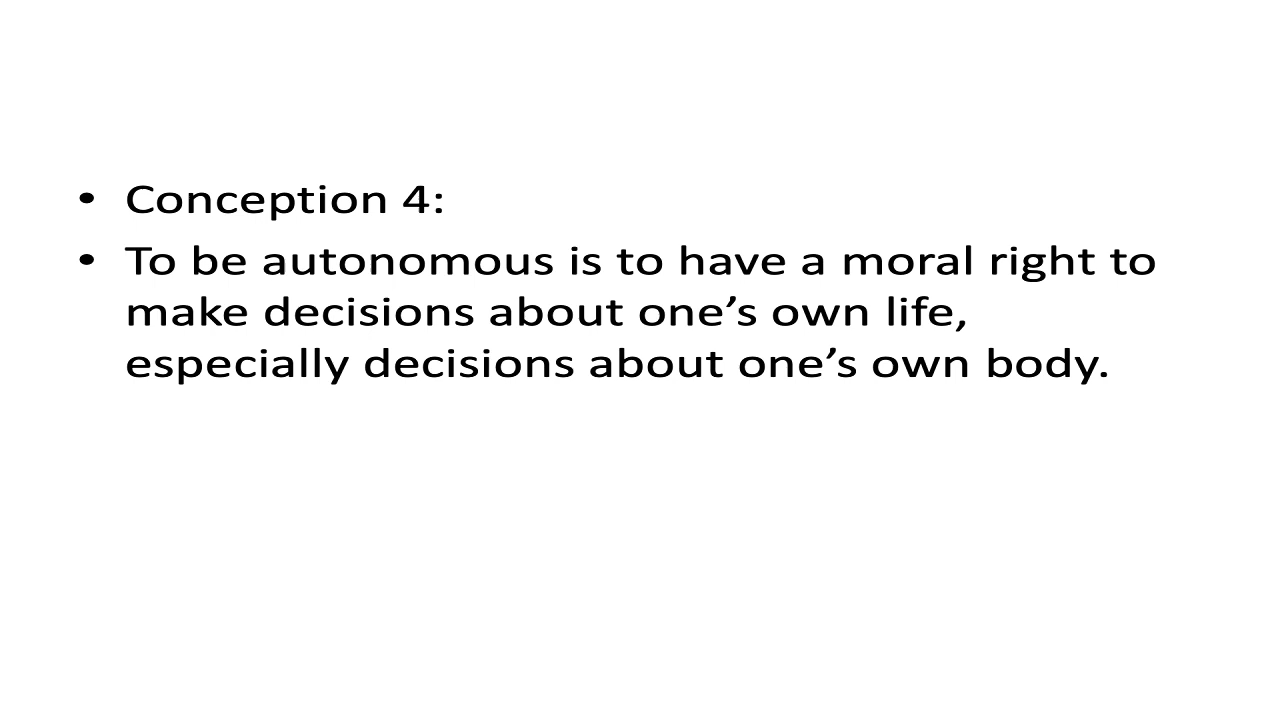 • Conception 4:
• To be autonomous is to have a moral right to
make decisions about one’s own life,
especially decisions about one’s own body.